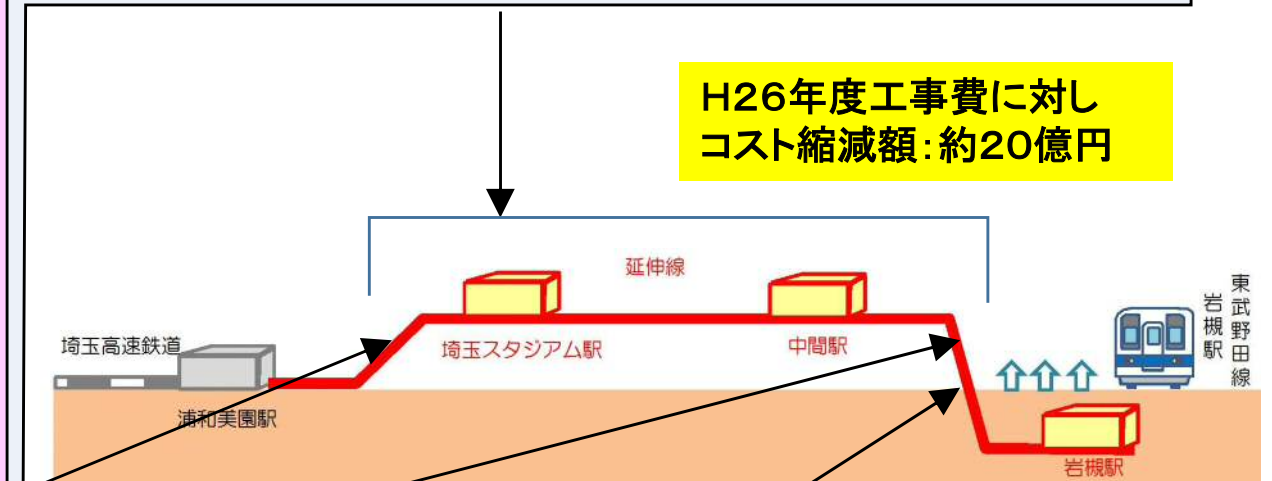 H26年度工事費に対し
コスト縮減額：約20億円
延伸線
埼玉高速鉄道
埼玉スタジアム駅
中間駅
東武野田線
岩槻駅
浦和美園駅
岩槻駅